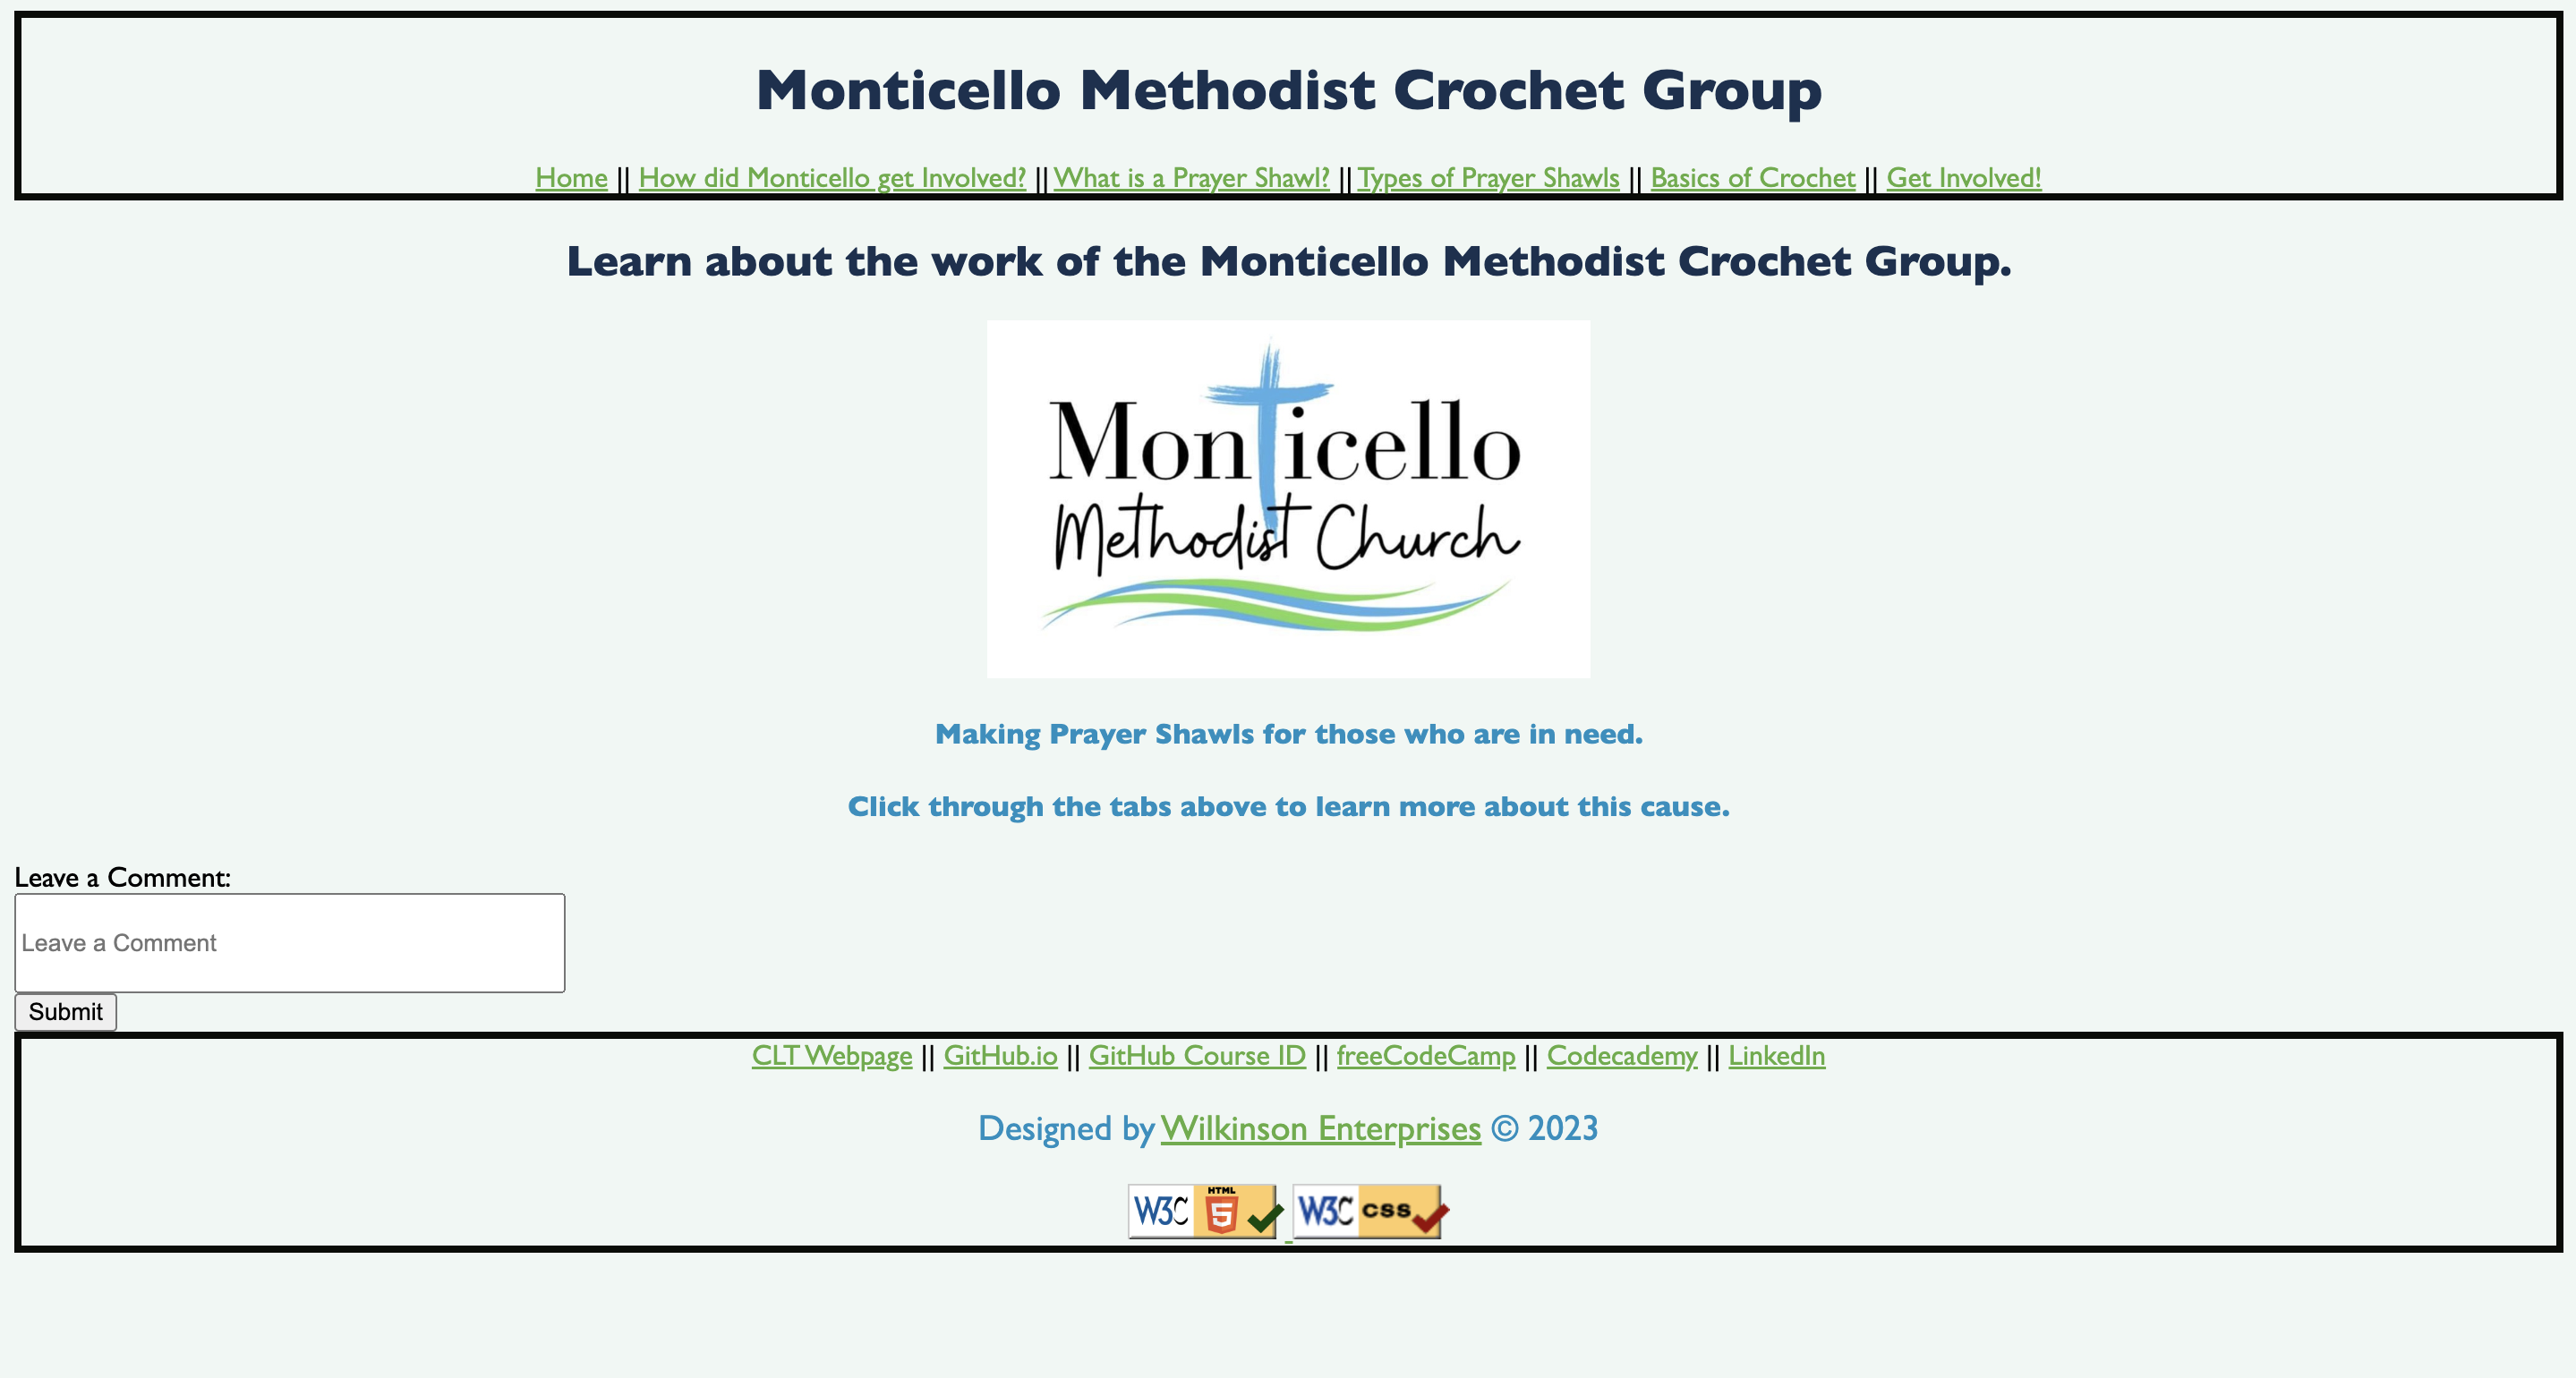 Monticello Methodist Crochet Group
Home || How did Monticello get Involved? || What is a Prayer Shawl? || Types of Prayer Shawls || Basics of Crochet || Get Involved!
Learn about the work of the Monticello Methodist Crochet Group.
Monticello
Methodist Church
Making Prayer Shawls for those who are in need.
Click through the tabs above to learn more about this cause.
Leave a Comment:
Leave a Comment
Submit
CLT Webpage || GitHub.io || GitHub Course ID || freeCodeCamp || Codecademy || LinkedIn
Designed by Wilkinson Enterprises © 2023
W3C HTML 5 W3C css